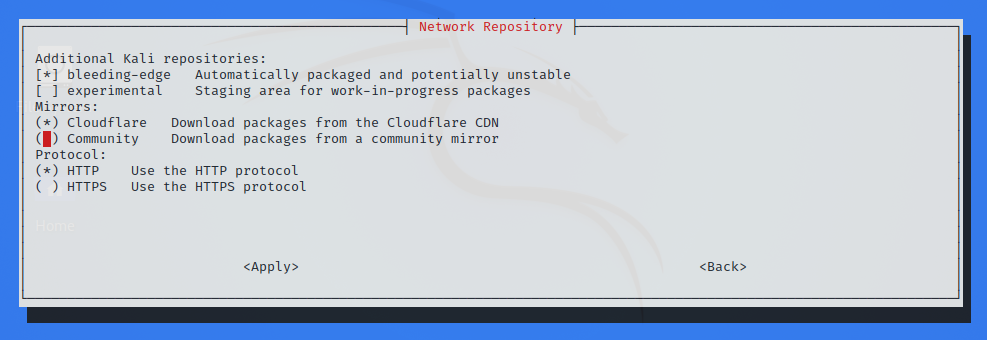 Network Repository
Additional Kali repositories:
[*] bleeding-edge   Automatically packaged and potentially unstable
[ ] experimental    Staging area for work-in-progress packages
Mirrors:
(*) Cloudflare   Download packages from the Cloudflare CDN
( ) Community    Download packages from a community mirror
Protocol:
(*) HTTP    Use the HTTP protocol
( ) HTTPS   Use the HTTPS protocol
Home
<Apply>   <Back>